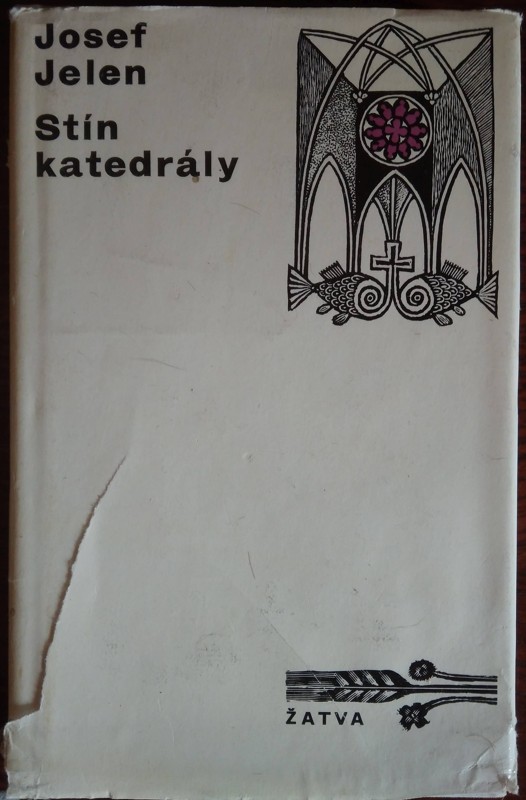 Josef
Jelen
Stín
katedrály
ŽATVA